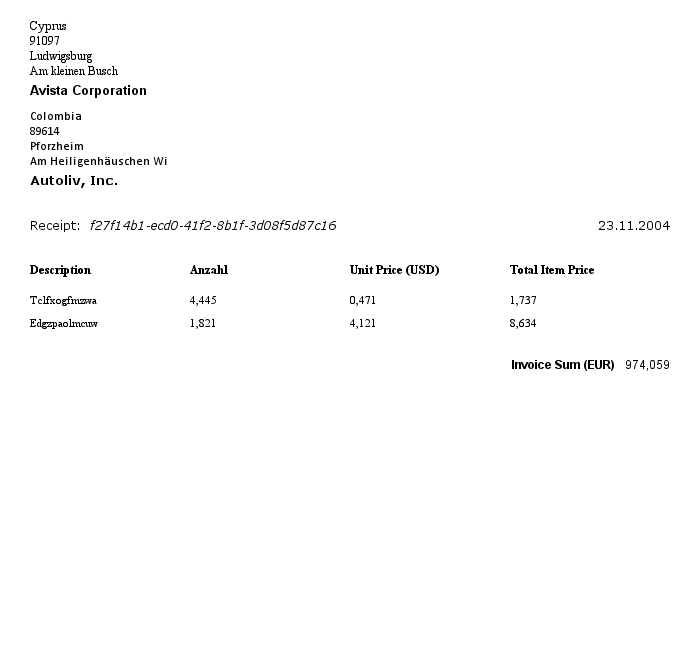 Cyprus
91097
Ludwigsburg
Am kleinen Busch
Avista Corporation
Colombia
89614
Pforzheim
Am Heiligenhäuschen Wi
Autoliv, Inc.
Receipt: f27f14b1-ecd0-41f2-8b1f-3d08f5d87c16 23.11.2004
Description Anzahl Unit Price (USD) Total Item Price
Tclfxogfmzwa 4,445 0,471 1,737
Edgzpaolmcuw 1,821 4,121 8,634
Invoice Sum (EUR) 974,059